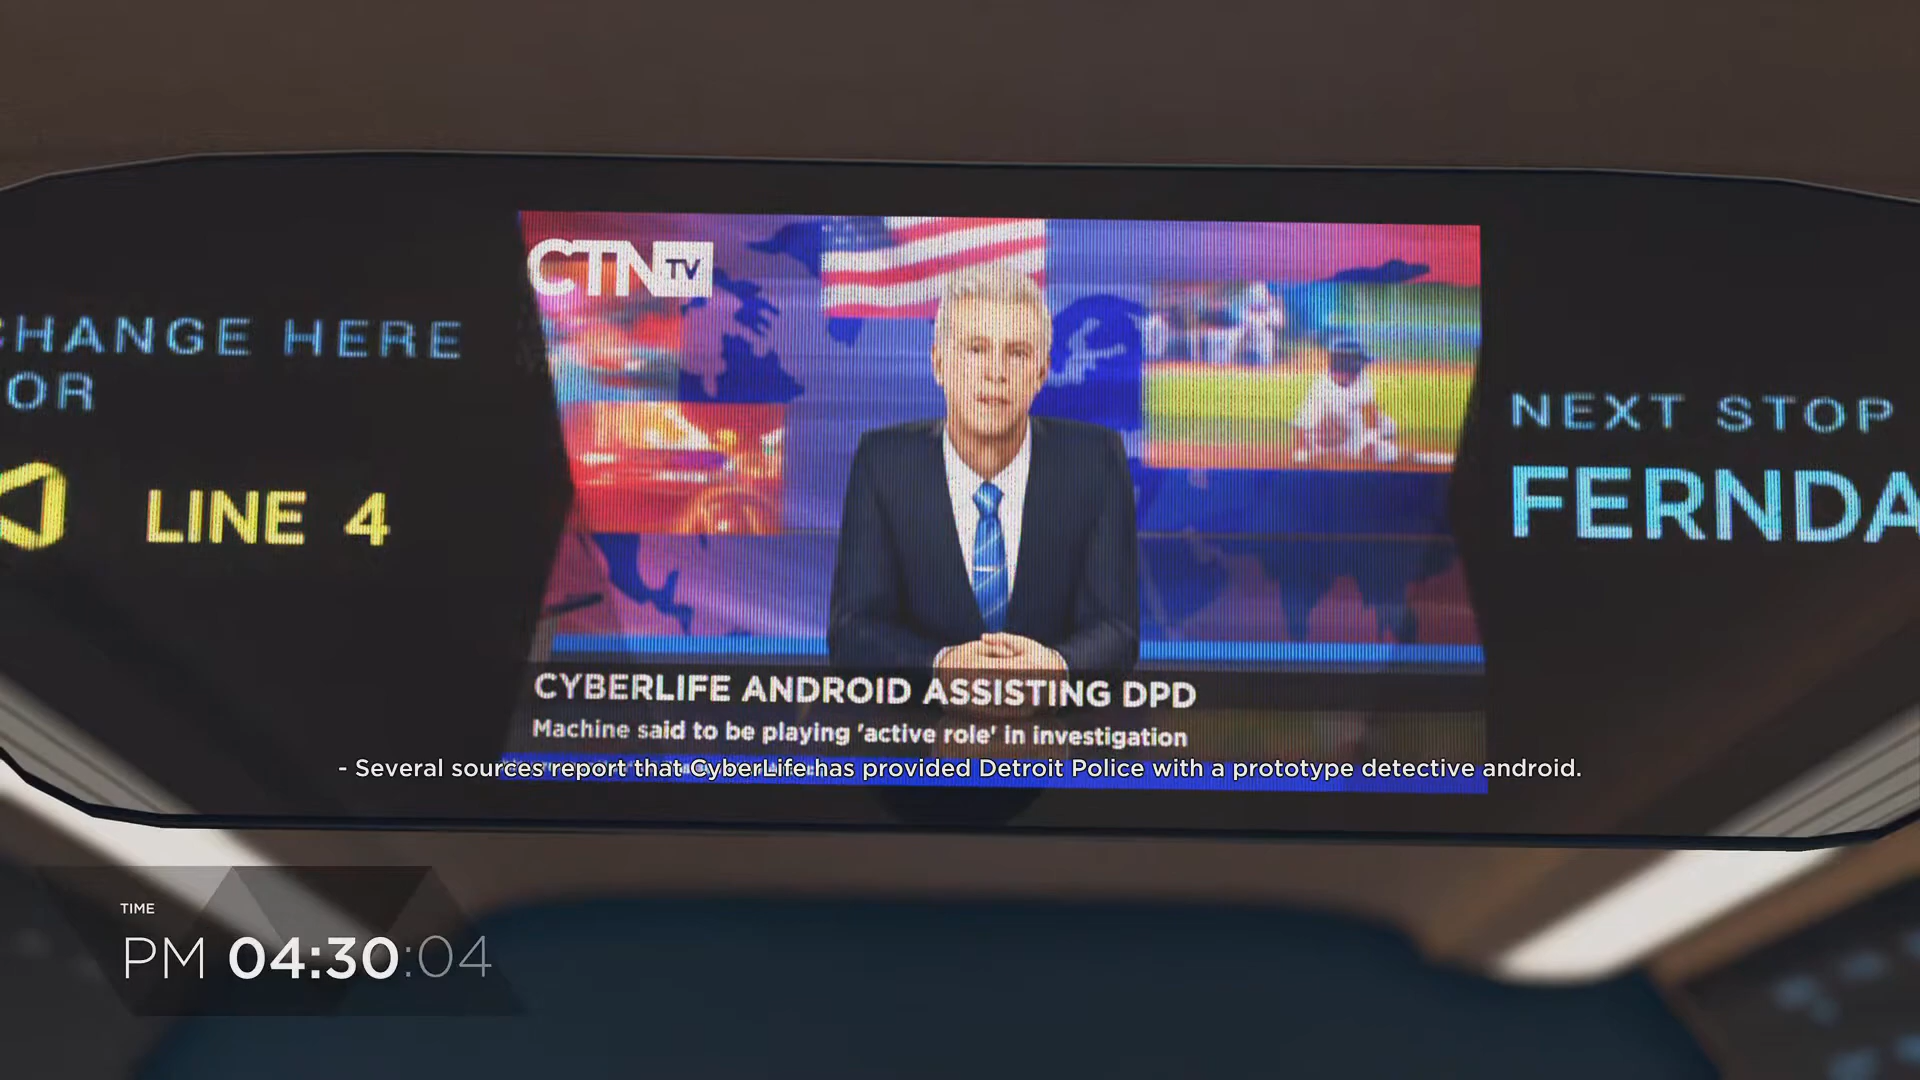 CTN TV
CHANGE HERE
OR
LINE 4
NEXT STOP
FERNDA
CYBERLIFE ANDROID ASSISTING DPD
Machine said to be playing 'active role' in investigation
- Several sources report that CyberLife has provided Detroit Police with a prototype detective android.
TIME
PM 04:30:04